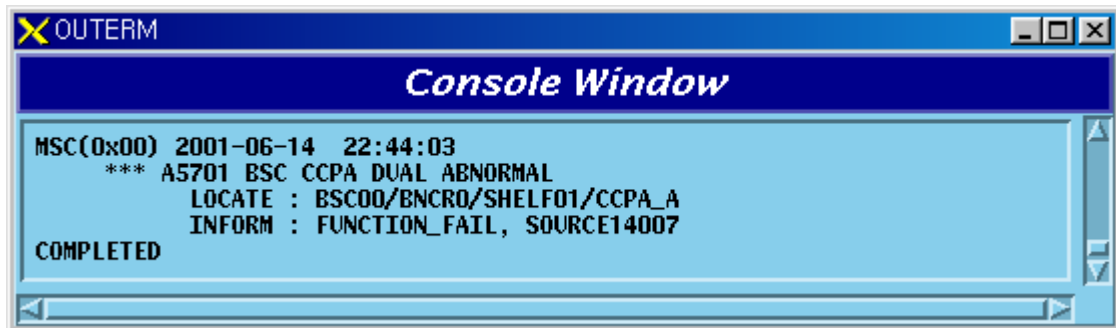 OUTERM
Console Window
MSC(0x00) 2001-06-14 22:44:03
*** A5701 BSC CCPA DUAL ABNORMAL
LOCATE : BSC00/BNCR0/SHELF01/CCPA_A
INFORM : FUNCTION_FAIL, SOURCE14007
COMPLETED